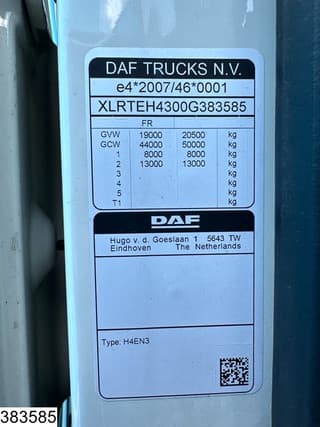 DAF TRUCKS N.V.
e4*2007/46*0001
XLRTEH4300G383585
FR
GVW 19000 20500 kg
GCW 44000 50000 kg
1 8000 8000 kg
2 13000 13000 kg
3 kg
4 kg
5 kg
T1 kg
DAF
Hugo v. d. Goeslaan 1 5643 TW
Eindhoven The Netherlands
Type: H4EN3
383585